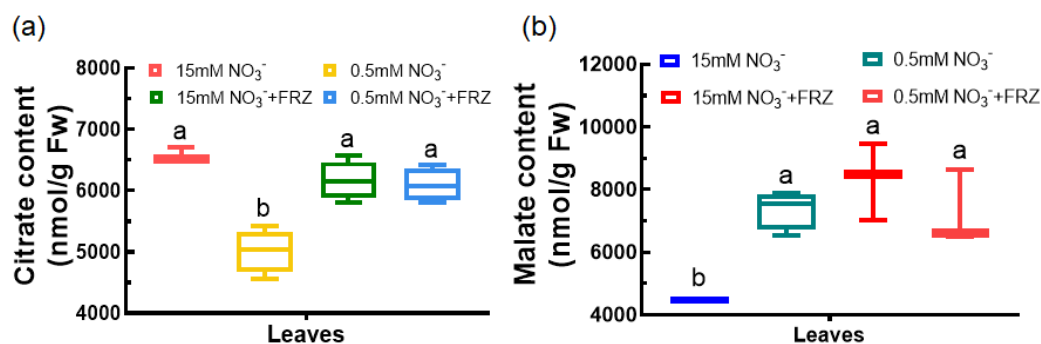 (a)
15mM NO₃⁻ 0.5mM NO₃⁻
15mM NO₃⁻+FRZ 0.5mM NO₃⁻+FRZ
Citrate content
(nmol/g Fw)
8000
7000
6000
5000
4000
a
b
a
a
Leaves
(b)
15mM NO₃⁻ 0.5mM NO₃⁻
15mM NO₃⁻+FRZ 0.5mM NO₃⁻+FRZ
Malate content
(nmol/g Fw)
12000
10000
8000
6000
4000
b
a
a
a
Leaves